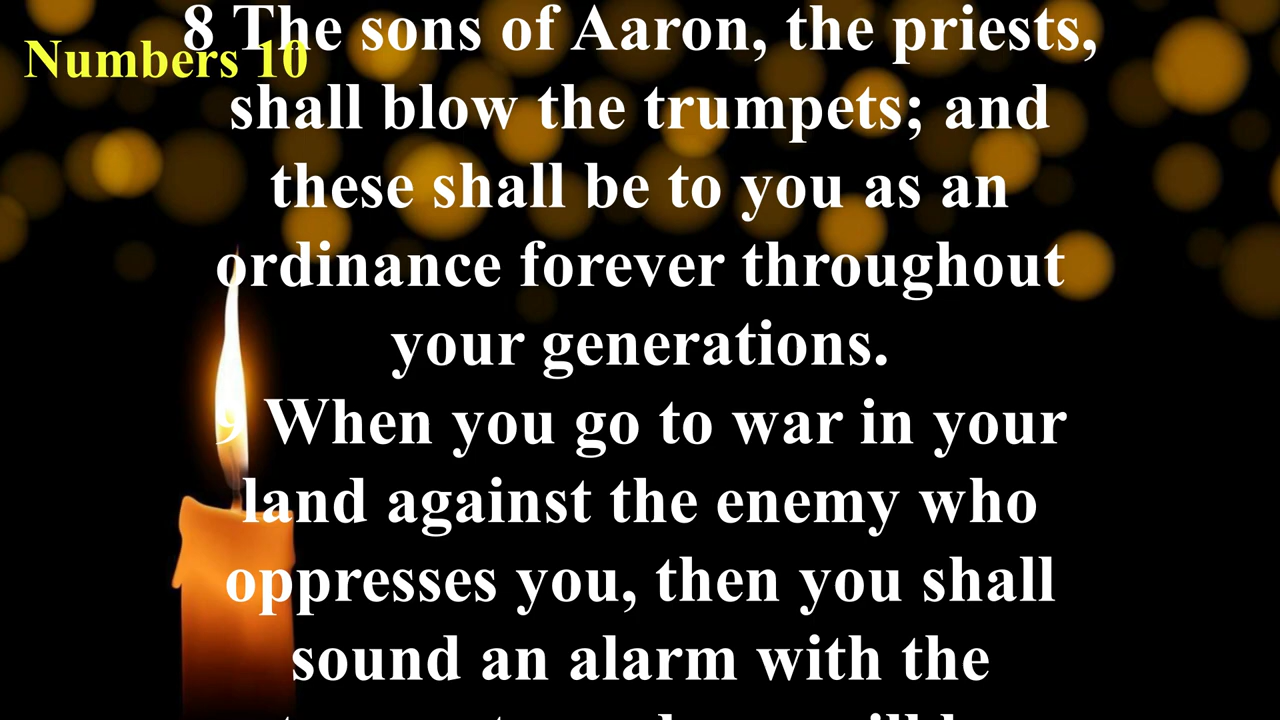 Numbers 10
8 The sons of Aaron, the priests,
shall blow the trumpets; and
these shall be to you as an
ordinance forever throughout
your generations.
9 When you go to war in your
land against the enemy who
oppresses you, then you shall
sound an alarm with the